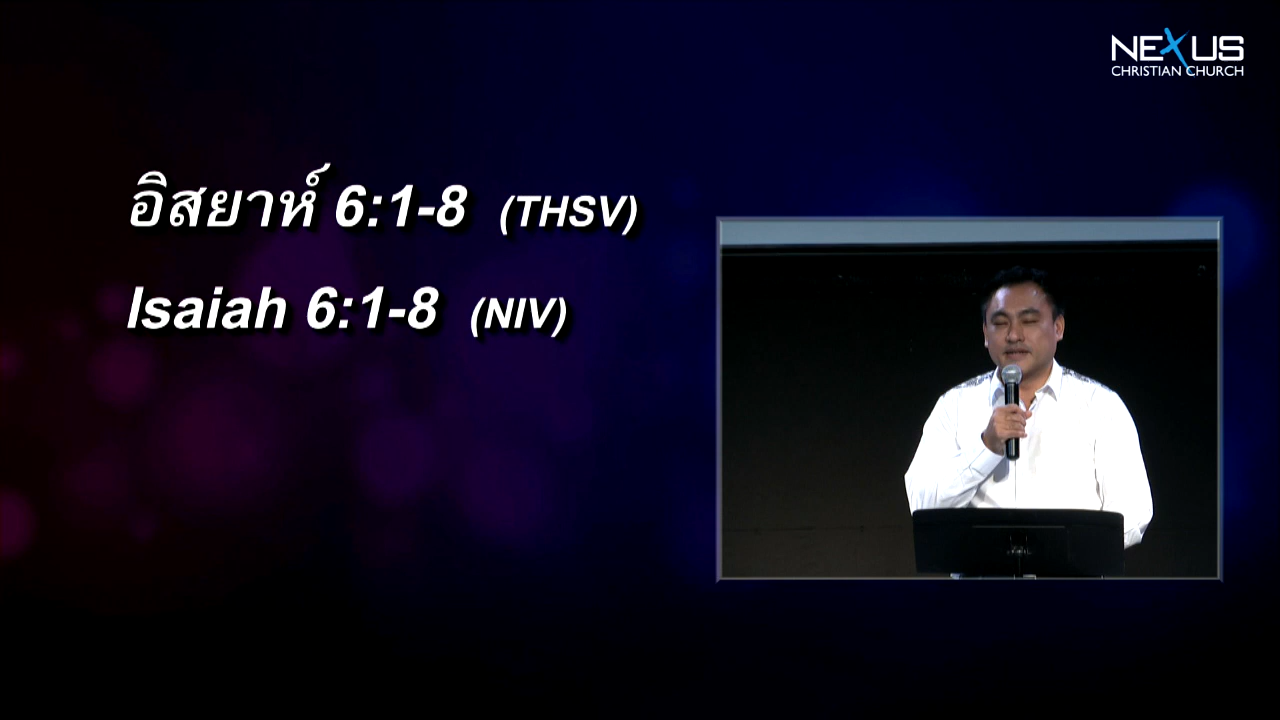 NEXUS
CHRISTIAN CHURCH
อิสยาห์ 6:1-8 (THSV)
Isaiah 6:1-8 (NIV)